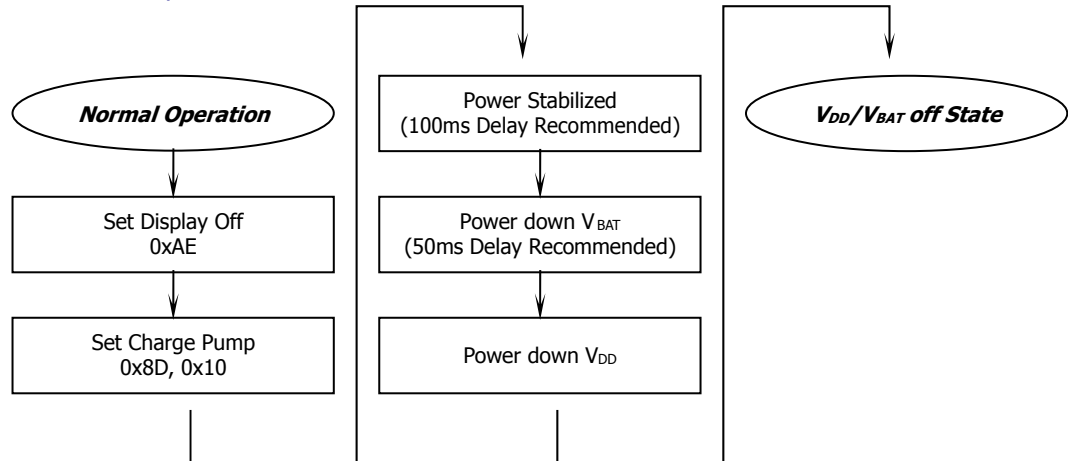 Normal Operation
Set Display Off
0xAE
Set Charge Pump
0x8D, 0x10
Power Stabilized
(100ms Delay Recommended)
Power down VBAT
(50ms Delay Recommended)
Power down VDD
VDD/VBAT off State